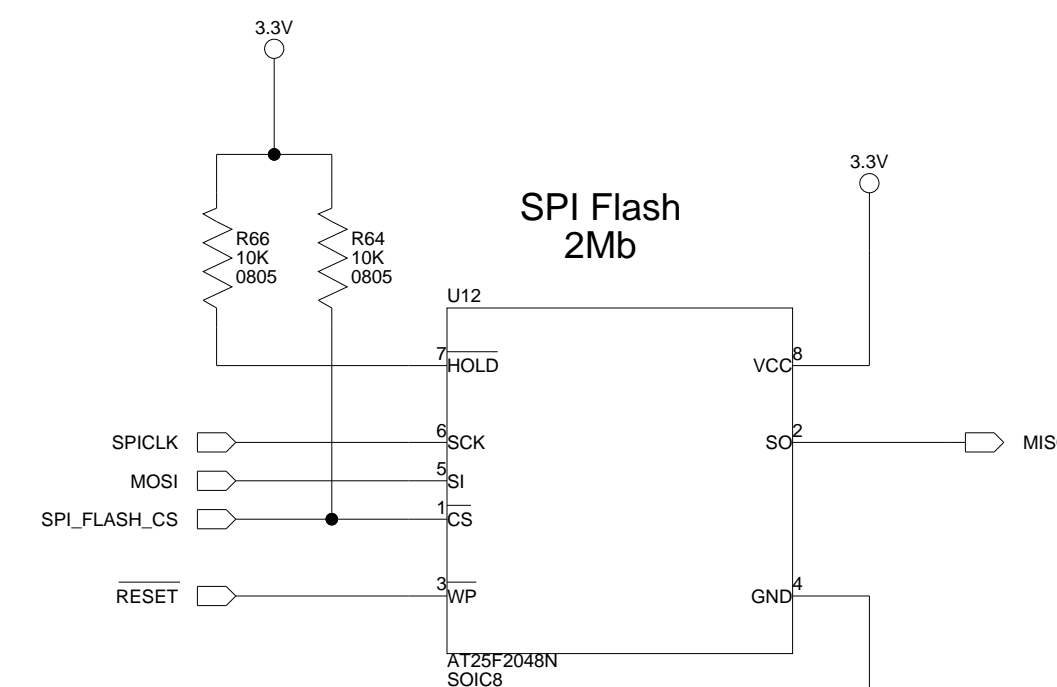 3.3V
3.3V
SPI Flash
2Mb
R66
10K
0805
R64
10K
0805
U12
7
HOLD
VCC
8
SPICLK
6
SCK
SO
2
MIS
MOSI
5
SI
SPI_FLASH_CS
1
CS
RESET
3
WP
GND
4
AT25F2048N
SOIC8